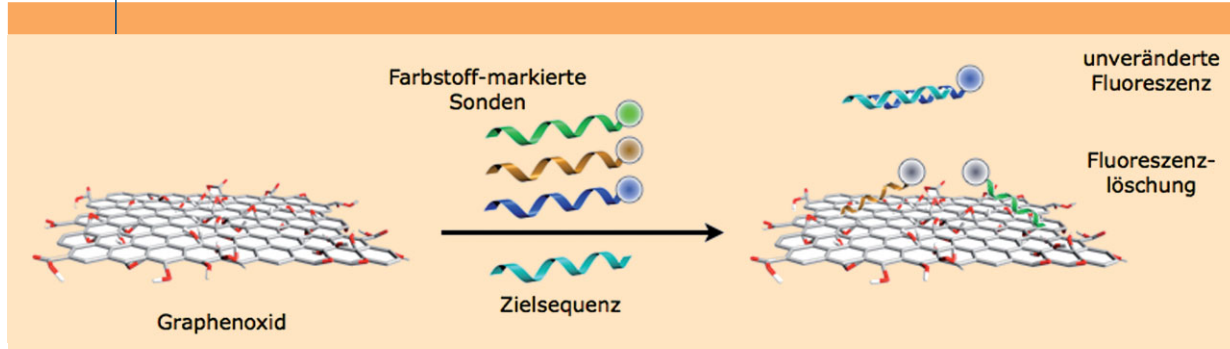 Farbstoff-markierte
Sonden
unveränderte
Fluoreszenz
Fluoreszenz-
löschung
Zielsequenz
Graphenoxid